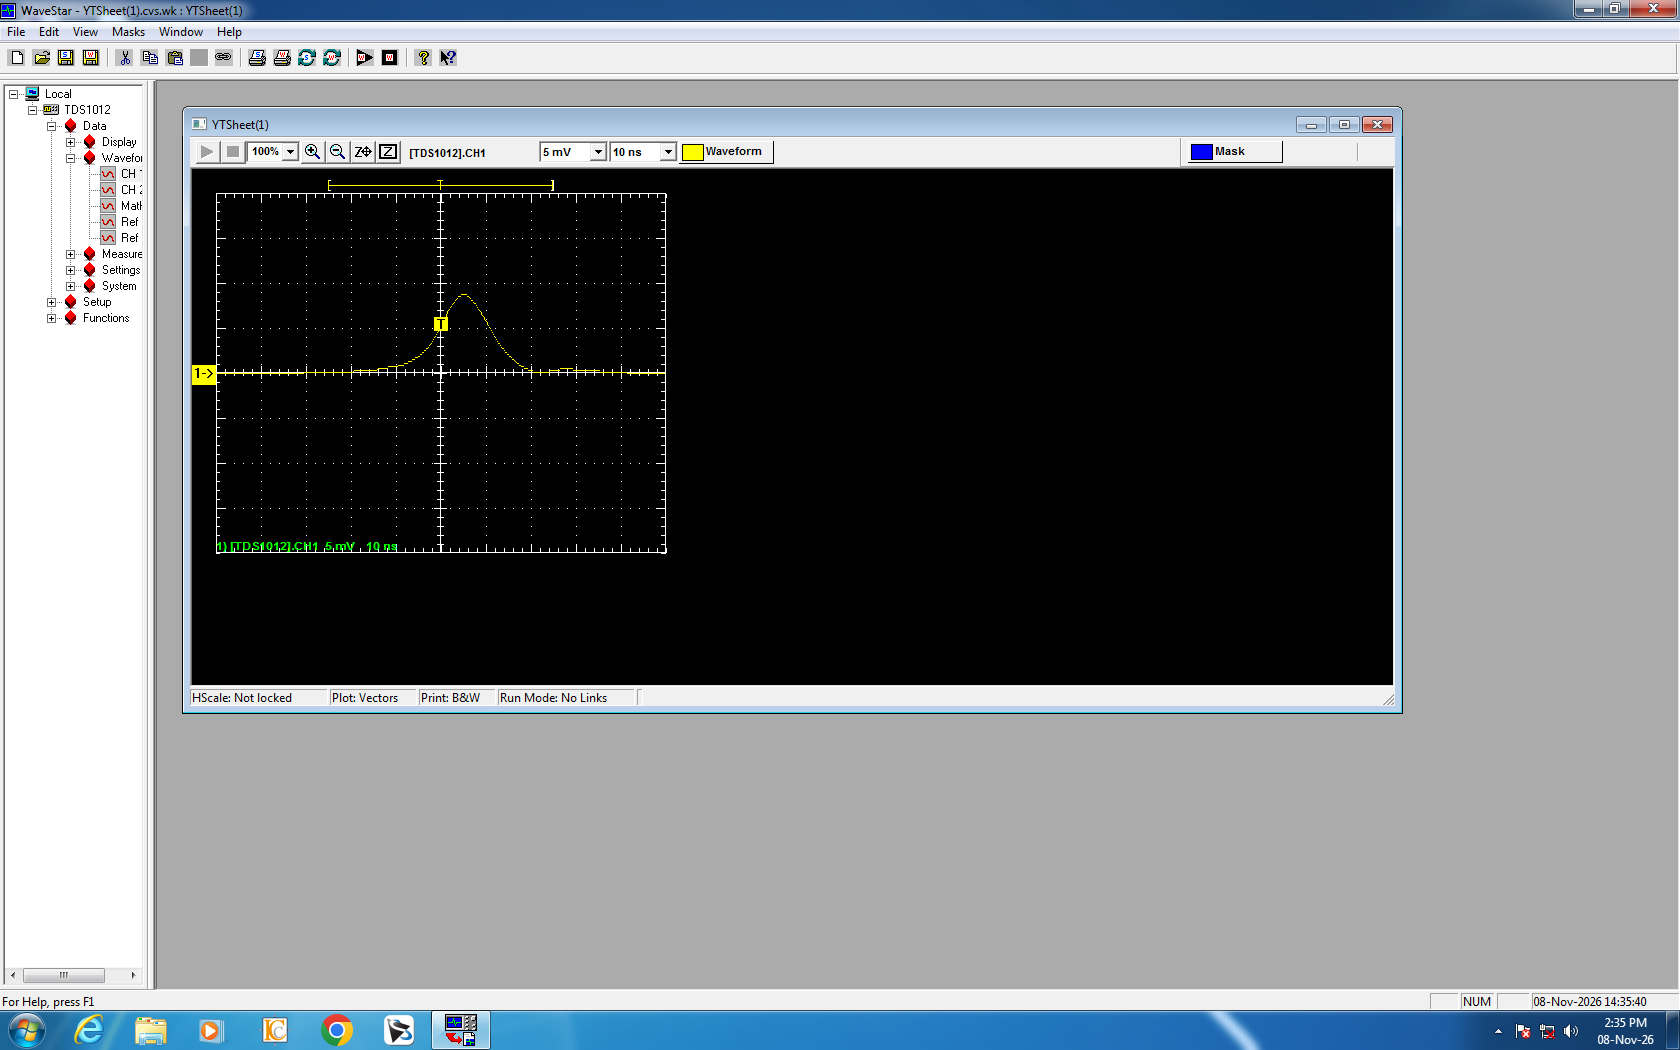 WaveStar - YTSheet(1).cvs.wk : YTSheet(1)
File Edit View Masks Window Help
Local
TDS1012
Data
Display
Wavefor
CH 1
CH 2
Math
Ref
Ref
Measure
Settings
System
Setup
Functions
YTSheet(1)
100% [TDS1012].CH1 5 mV 10 ns Waveform Mask
T
T
1->
1) [TDS1012].CH1 5 mV 10 ns
HScale: Not locked Plot: Vectors Print: B&W Run Mode: No Links
For Help, press F1 NUM 08-Nov-2026 14:35:40
2:35 PM
08-Nov-26